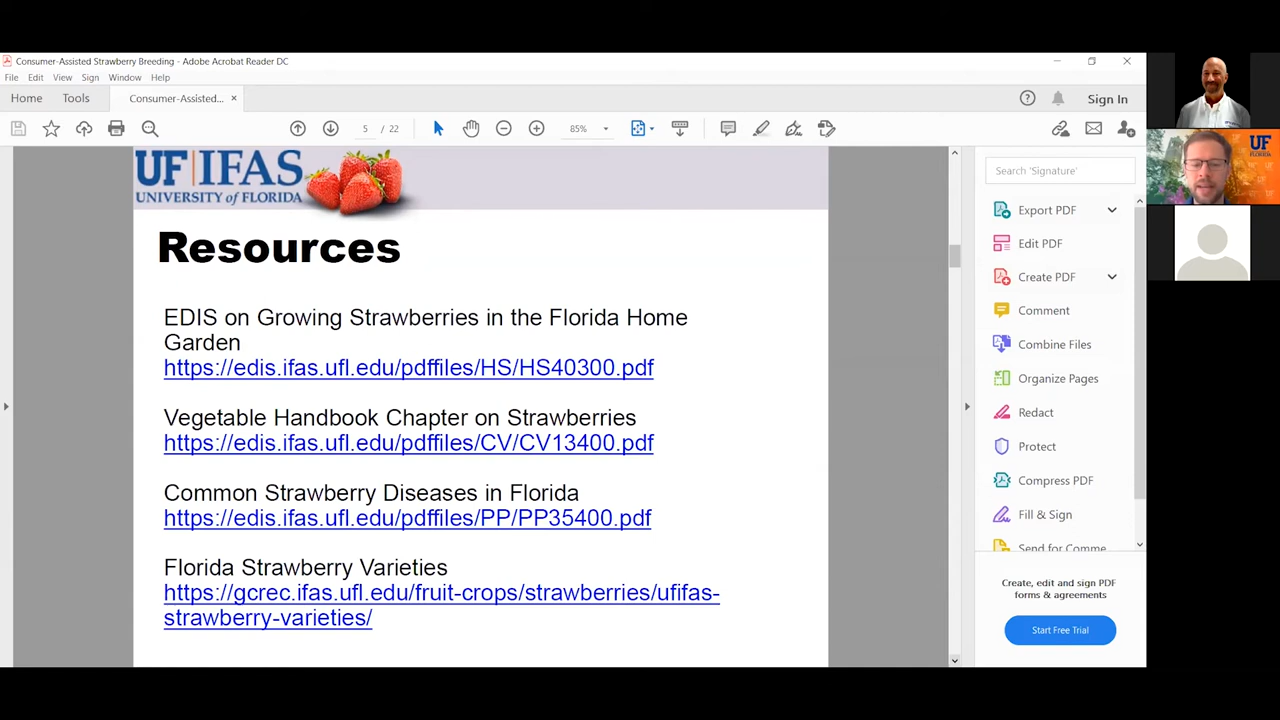 Consumer-Assisted Strawberry Breeding - Adobe Acrobat Reader DC
File Edit View Sign Window Help
Home Tools Consumer-Assisted... × Sign In
5 / 22 85%
UF IFAS
UNIVERSITY of FLORIDA
Resources
EDIS on Growing Strawberries in the Florida Home
Garden
https://edis.ifas.ufl.edu/pdffiles/HS/HS40300.pdf
Vegetable Handbook Chapter on Strawberries
https://edis.ifas.ufl.edu/pdffiles/CV/CV13400.pdf
Common Strawberry Diseases in Florida
https://edis.ifas.ufl.edu/pdffiles/PP/PP35400.pdf
Florida Strawberry Varieties
https://gcrec.ifas.ufl.edu/fruit-crops/strawberries/ufifas-
strawberry-varieties/
Search 'Signature'
Export PDF
Edit PDF
Create PDF
Comment
Combine Files
Organize Pages
Redact
Protect
Compress PDF
Fill & Sign
Send for Comme...
Create, edit and sign PDF
forms & agreements
Start Free Trial
UF